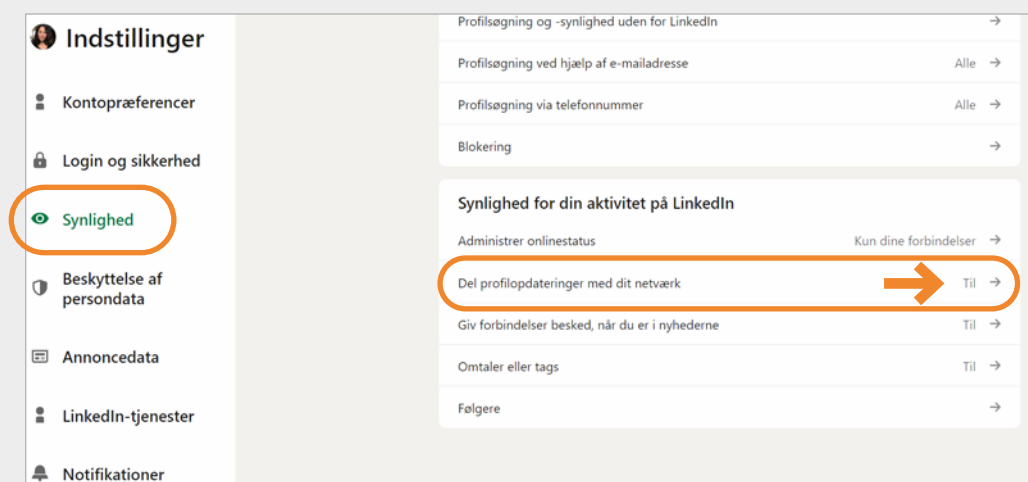 Indstillinger
Kontopræferencer
Login og sikkerhed
Synlighed
Beskyttelse af
persondata
Annoncedata
LinkedIn-tjenester
Notifikationer
Profilsøgning og -synlighed uden for LinkedIn
Profilsøgning ved hjælp af e-mailadresse Alle
Profilsøgning via telefonnummer Alle
Blokering
Synlighed for din aktivitet på LinkedIn
Administrer onlinestatus Kun dine forbindelser
Del profilopdateringer med dit netværk Til
Giv forbindelser besked, når du er i nyhederne Til
Omtaler eller tags Til
Følgere